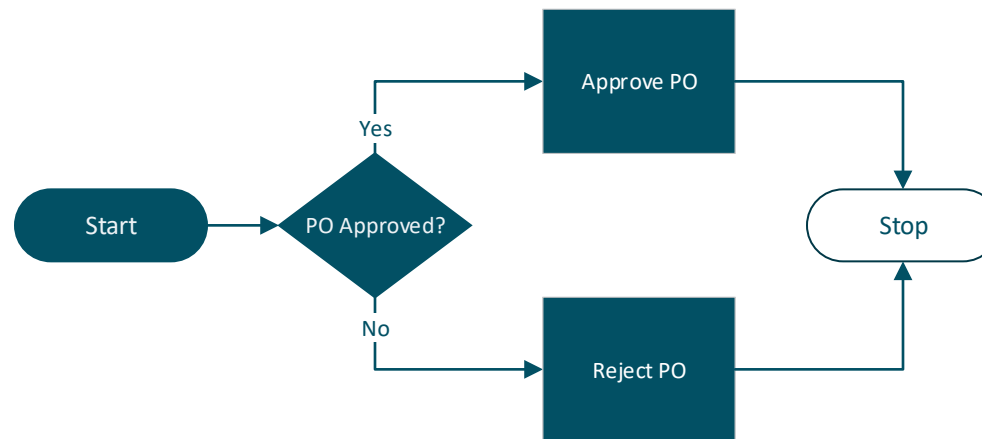 Approve PO
Yes
Start
PO Approved?
Stop
No
Reject PO